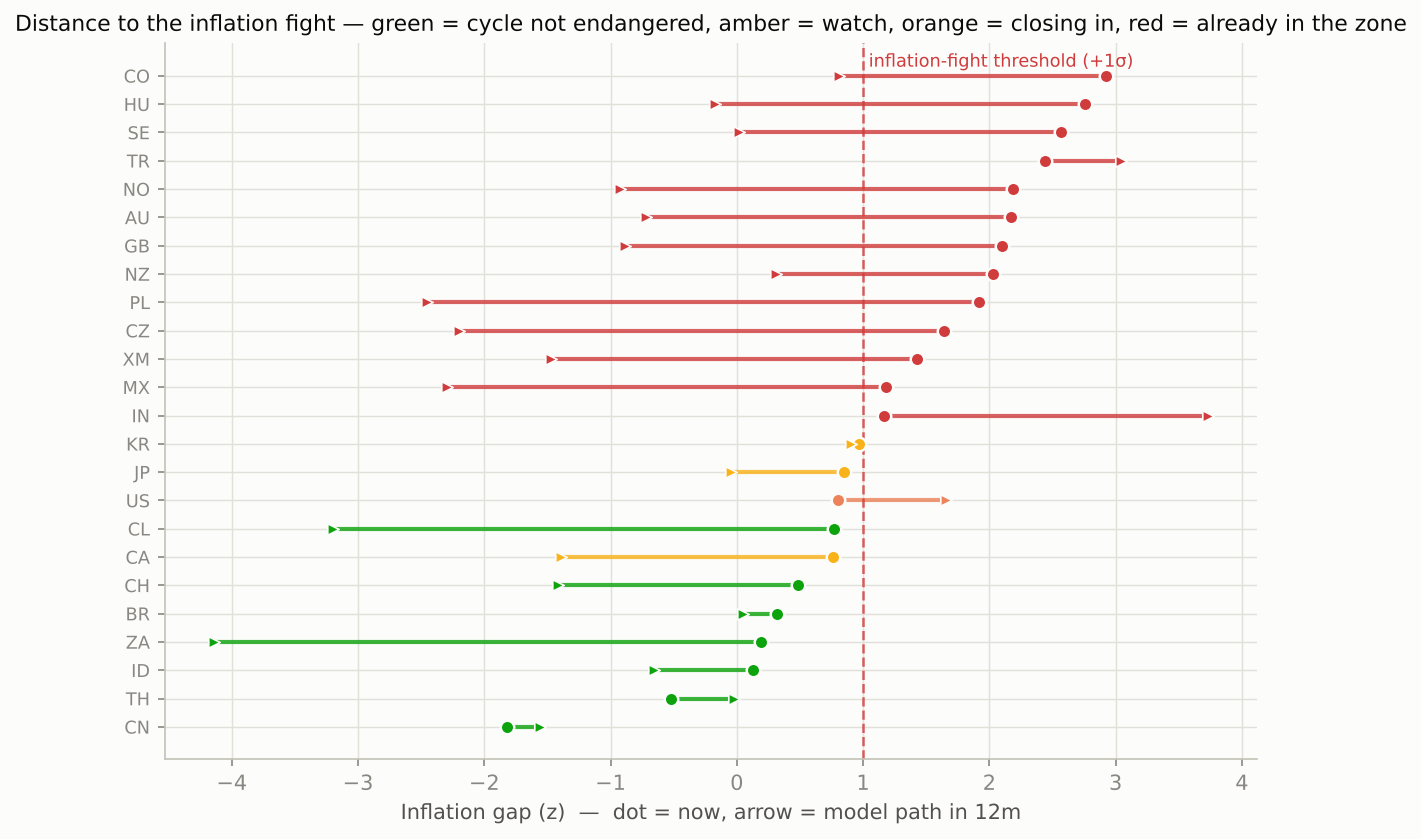 Distance to the inflation fight — green = cycle not endangered, amber = watch, orange = closing in, red = already in the zone
inflation-fight threshold (+1σ)
CO
HU
SE
TR
NO
AU
GB
NZ
PL
CZ
XM
MX
IN
KR
JP
US
CL
CA
CH
BR
ZA
ID
TH
CN
−4 −3 −2 −1 0 1 2 3 4
Inflation gap (z) — dot = now, arrow = model path in 12m